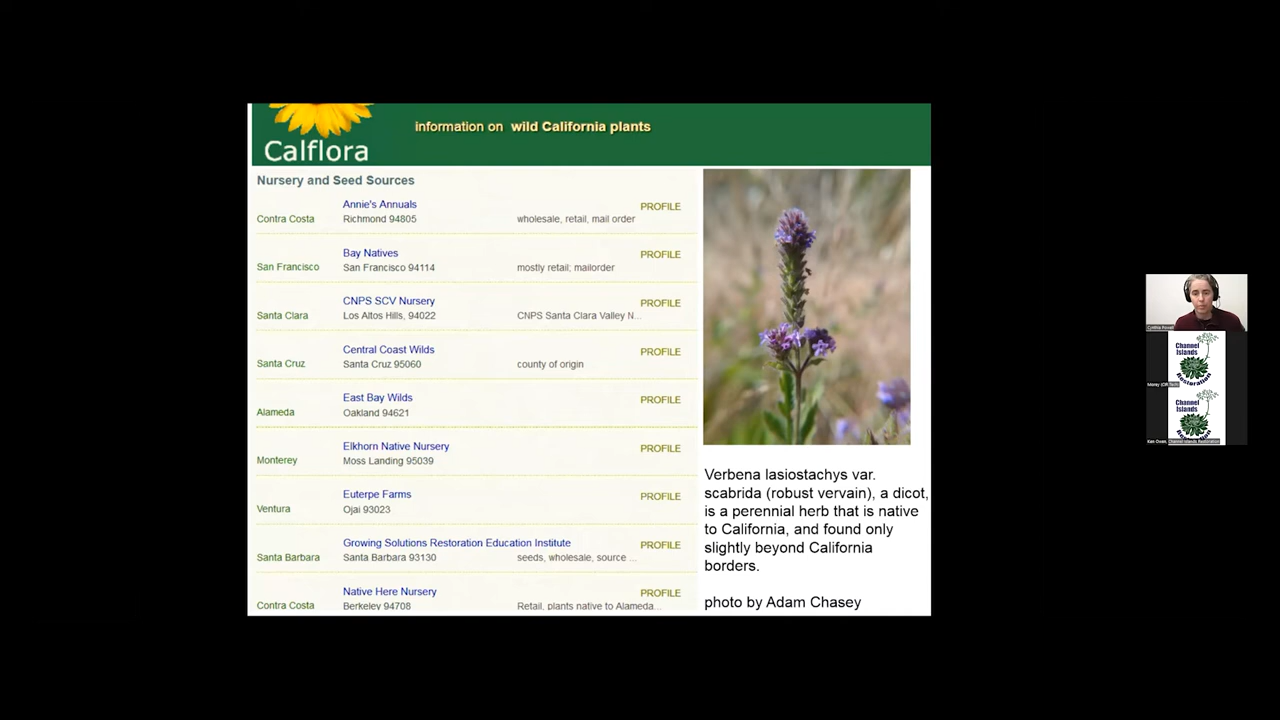 information on wild California plants
Calflora
Nursery and Seed Sources
Annie's Annuals
PROFILE
Contra Costa Richmond 94805 wholesale, retail, mail order
Bay Natives
PROFILE
San Francisco San Francisco 94114 mostly retail; mailorder
CNPS SCV Nursery
PROFILE
Santa Clara Los Altos Hills, 94022 CNPS Santa Clara Valley N...
Central Coast Wilds
PROFILE
Santa Cruz Santa Cruz 95060 county of origin
East Bay Wilds
PROFILE
Alameda Oakland 94621
Elkhorn Native Nursery
PROFILE
Monterey Moss Landing 95039
Euterpe Farms
PROFILE
Ventura Ojai 93023
Growing Solutions Restoration Education Institute
PROFILE
Santa Barbara Santa Barbara 93130 seeds, wholesale, source ...
Native Here Nursery
PROFILE
Contra Costa Berkeley 94708 Retail, plants native to Alameda...
Verbena lasiostachys var.
scabrida (robust vervain), a dicot,
is a perennial herb that is native
to California, and found only
slightly beyond California
borders.
photo by Adam Chasey
Cynthia Powell
Channel
Islands
Restoration
Channel
Islands
Ken Owen, Channel Islands Restoration